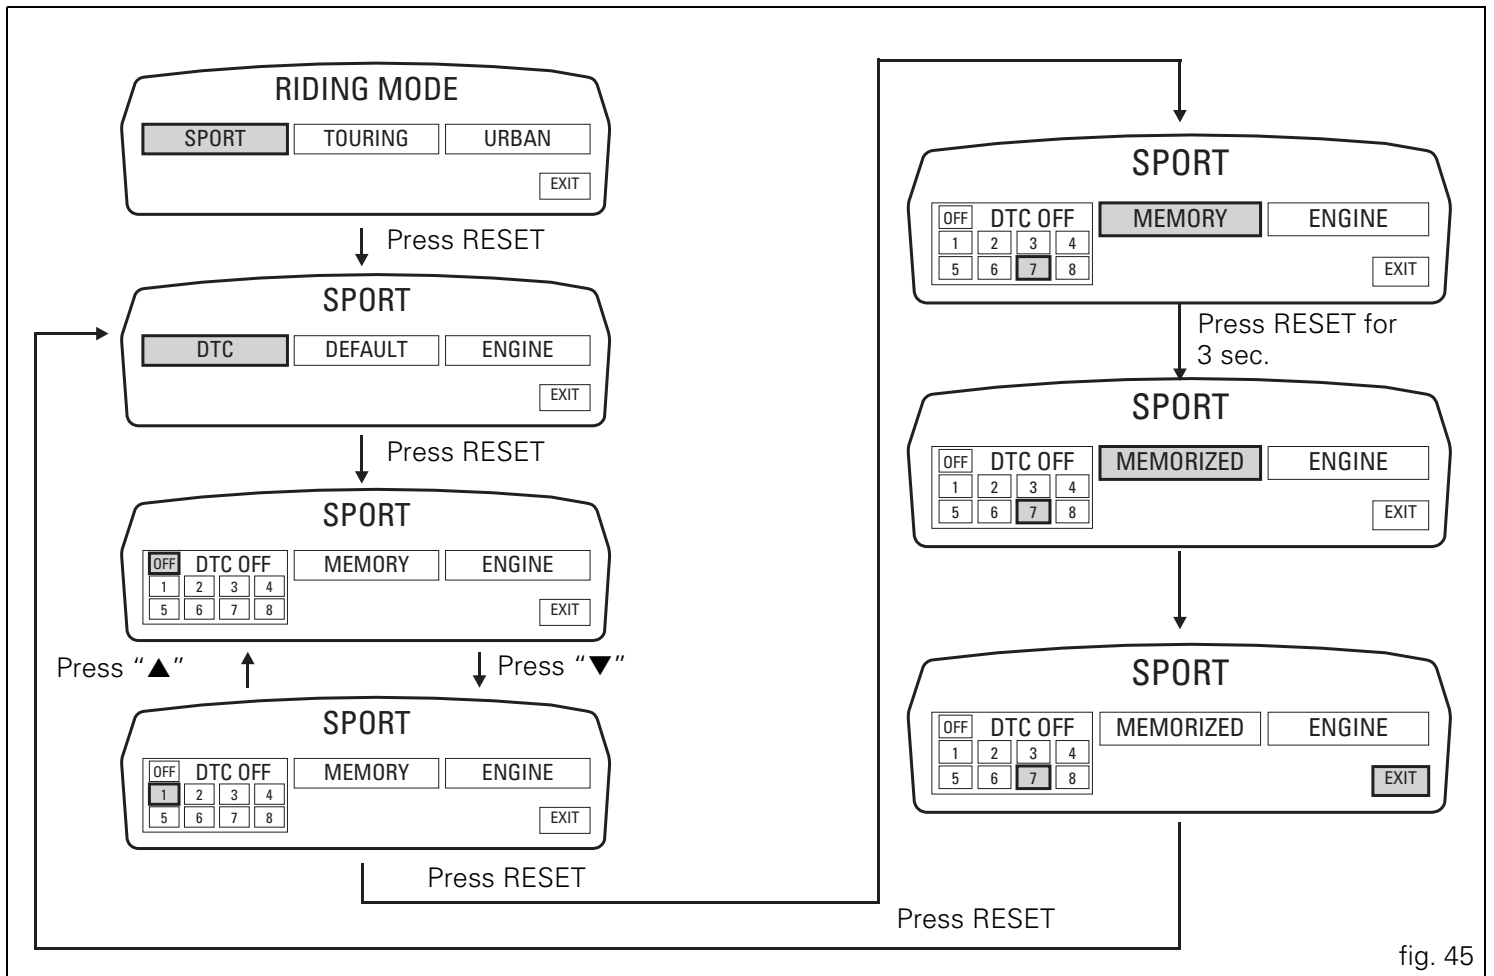 RIDING MODE
SPORT TOURING URBAN
EXIT
Press RESET
SPORT
DTC DEFAULT ENGINE
EXIT
Press RESET
SPORT
OFF DTC OFF MEMORY ENGINE
1 2 3 4
5 6 7 8
EXIT
Press “▲”
Press “▼”
SPORT
OFF DTC OFF MEMORY ENGINE
1 2 3 4
5 6 7 8
EXIT
Press RESET
SPORT
OFF DTC OFF MEMORY ENGINE
1 2 3 4
5 6 7 8
EXIT
Press RESET for
3 sec.
SPORT
OFF DTC OFF MEMORIZED ENGINE
1 2 3 4
5 6 7 8
EXIT
SPORT
OFF DTC OFF MEMORIZED ENGINE
1 2 3 4
5 6 7 8
EXIT
Press RESET
fig. 45